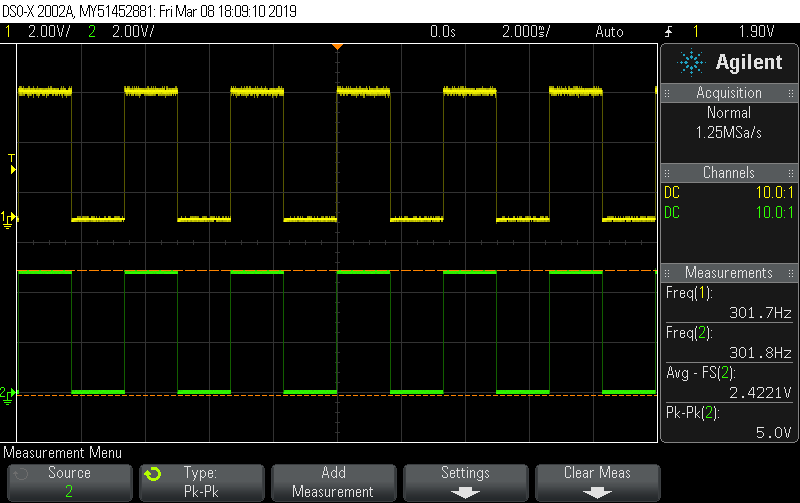 DSO-X 2002A, MY51452881: Fri Mar 08 18:09:10 2019
1 2.00V/ 2 2.00V/ 0.0s 2.000ms/ Auto 1 1.90V
Agilent
Acquisition
Normal
1.25MSa/s
Channels
DC 10.0:1
DC 10.0:1
Measurements
Freq(1):
301.7Hz
Freq(2):
301.8Hz
Avg - FS(2):
2.4221V
Pk-Pk(2):
5.0V
T
1
2
Measurement Menu
Source
2
Type:
Pk-Pk
Add
Measurement
Settings
Clear Meas